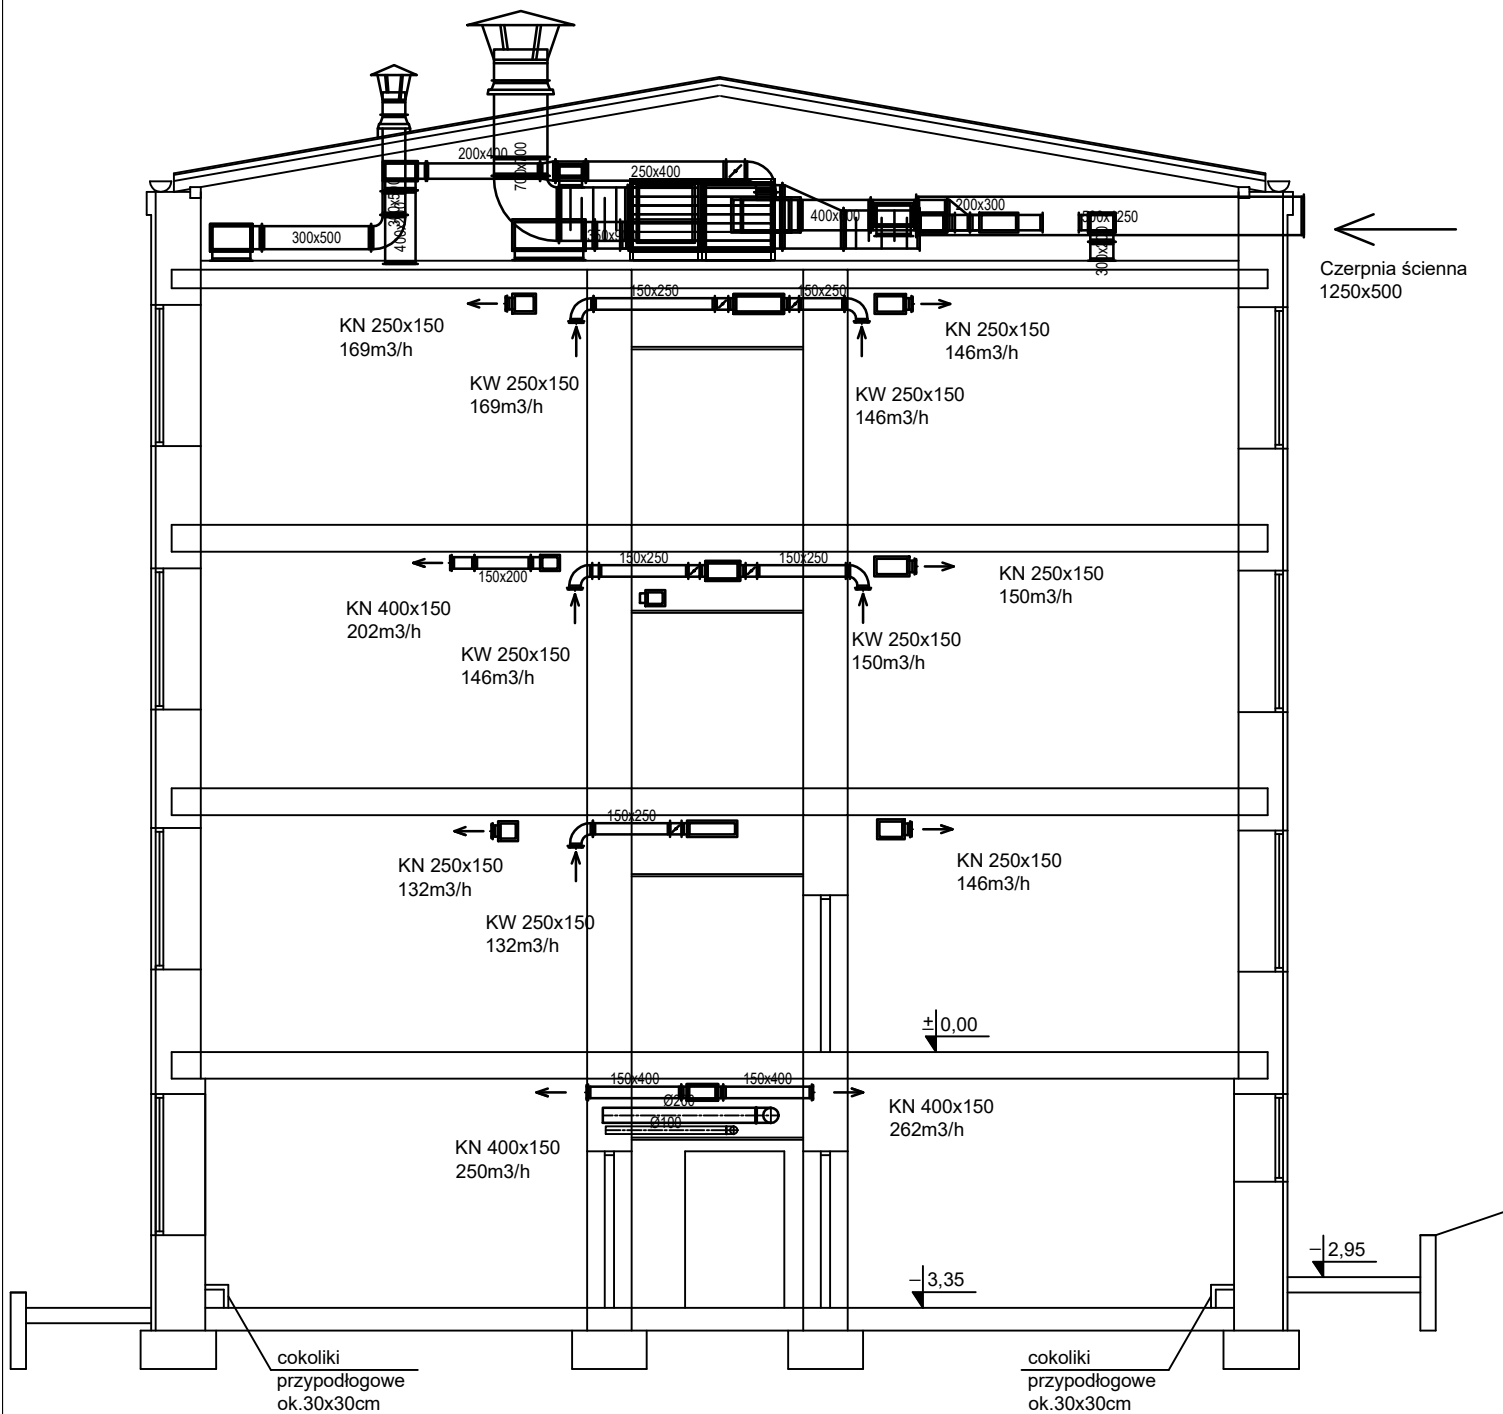 200x400
700x700
250x400
300x500
400x
200x300
300x500
Czerpnia ścienna
1250x500
150x250
150x250
KN 250x150
169m3/h
KN 250x150
146m3/h
KW 250x150
169m3/h
KW 250x150
146m3/h
150x250
150x250
150x200
KN 400x150
202m3/h
KN 250x150
150m3/h
KW 250x150
146m3/h
KW 250x150
150m3/h
150x250
KN 250x150
132m3/h
KN 250x150
146m3/h
KW 250x150
132m3/h
±0,00
150x400
150x400
Ø200
Ø100
KN 400x150
250m3/h
KN 400x150
262m3/h
−2,95
−3,35
cokoliki
przypodłogowe
ok.30x30cm
cokoliki
przypodłogowe
ok.30x30cm